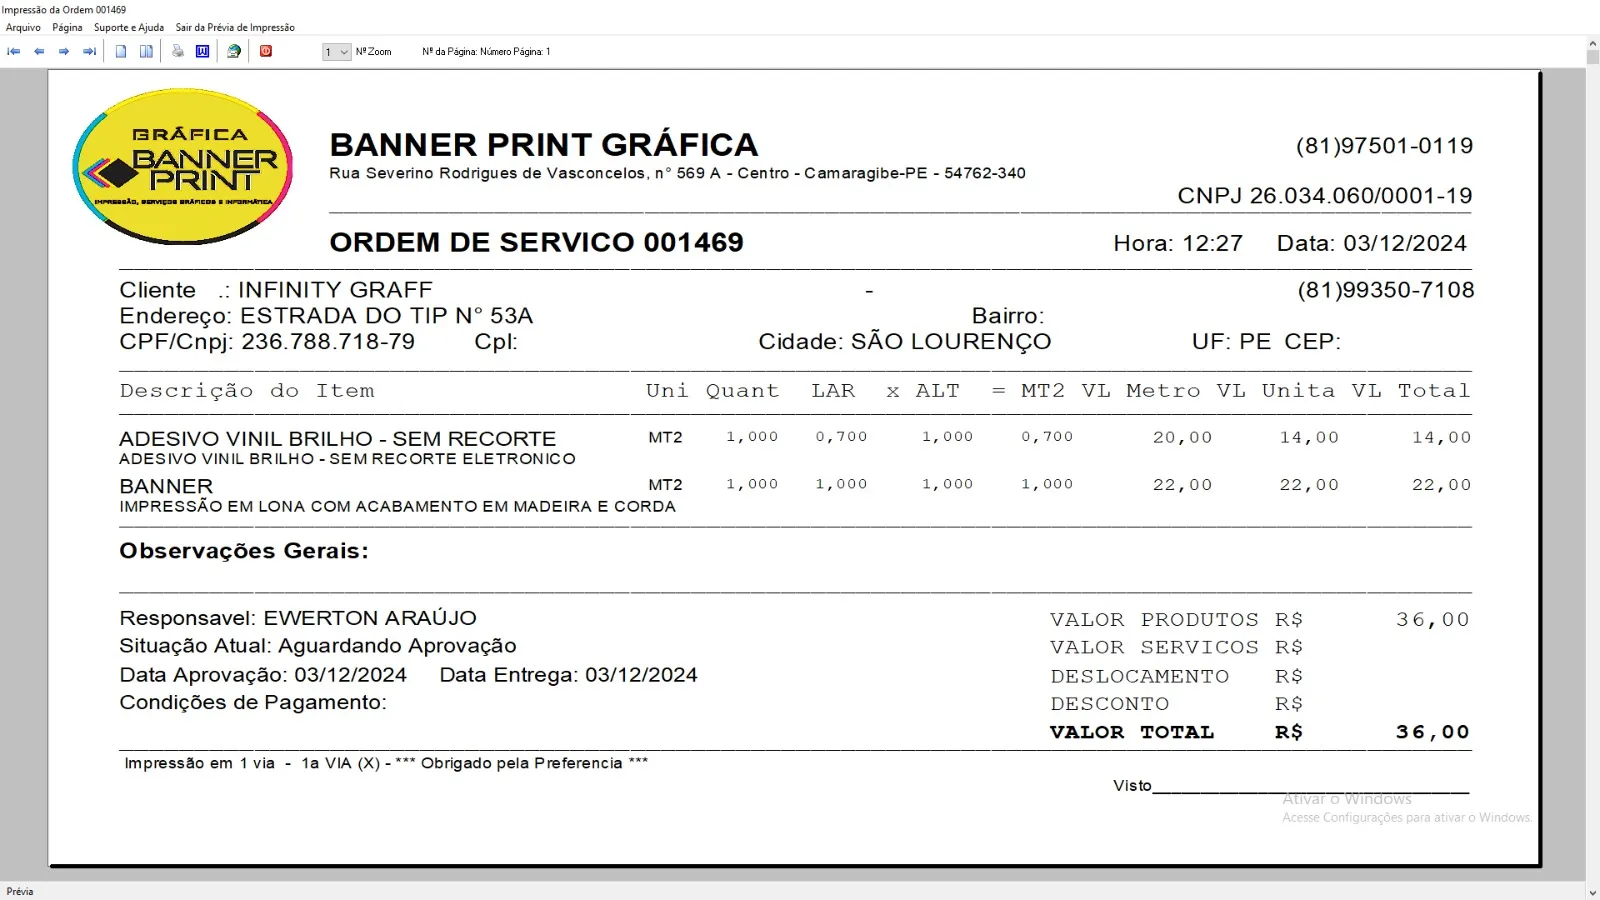 Impressão da Ordem 001469
Arquivo Página Suporte e Ajuda Sair da Prévia de Impressão
1 Nº Zoom Nº da Página: Número Página: 1
GRÁFICA
BANNER
PRINT
IMPRESSÃO, SERVIÇOS GRÁFICOS E INFORMÁTICA
BANNER PRINT GRÁFICA (81)97501-0119
Rua Severino Rodrigues de Vasconcelos, n° 569 A - Centro - Camaragibe-PE - 54762-340
CNPJ 26.034.060/0001-19
ORDEM DE SERVICO 001469 Hora: 12:27 Data: 03/12/2024
Cliente .: INFINITY GRAFF - (81)99350-7108
Endereço: ESTRADA DO TIP N° 53A Bairro:
CPF/Cnpj: 236.788.718-79 Cpl: Cidade: SÃO LOURENÇO UF: PE CEP:
Descrição do Item Uni Quant LAR x ALT = MT2 VL Metro VL Unita VL Total
ADESIVO VINIL BRILHO - SEM RECORTE MT2 1,000 0,700 1,000 0,700 20,00 14,00 14,00
ADESIVO VINIL BRILHO - SEM RECORTE ELETRONICO
BANNER MT2 1,000 1,000 1,000 1,000 22,00 22,00 22,00
IMPRESSÃO EM LONA COM ACABAMENTO EM MADEIRA E CORDA
Observações Gerais:
Responsavel: EWERTON ARAÚJO VALOR PRODUTOS R$ 36,00
Situação Atual: Aguardando Aprovação VALOR SERVICOS R$
Data Aprovação: 03/12/2024 Data Entrega: 03/12/2024 DESLOCAMENTO R$
Condições de Pagamento: DESCONTO R$
VALOR TOTAL R$ 36,00
Impressão em 1 via - 1a VIA (X) - *** Obrigado pela Preferencia ***
Visto
Ativar o Windows
Acesse Configurações para ativar o Windows.
Prévia